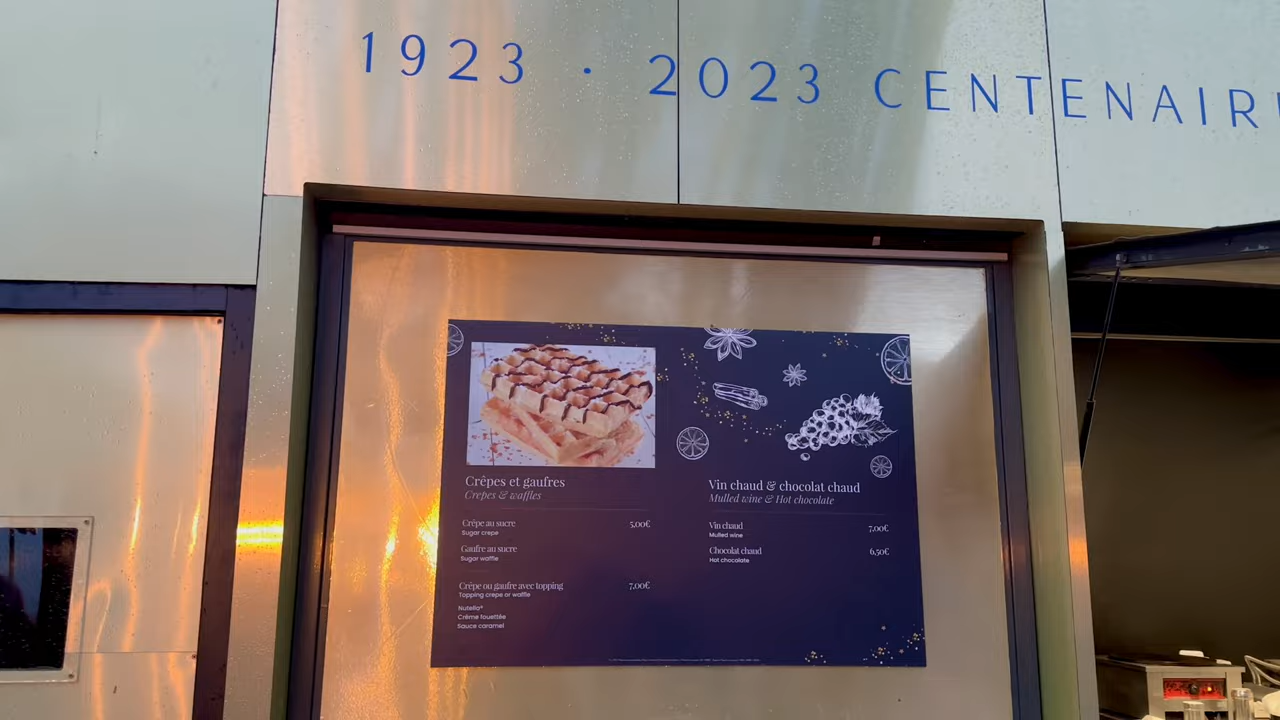 1923 · 2023 CENTENAIR
Crêpes et gaufres
Crepes & waffles
Crêpe au sucre 5,00€
Sugar crepe
Gaufre au sucre
Sugar waffle
Crêpe ou gaufre avec topping 7,00€
Topping crepe or waffle
Nutella®
Crème fouettée
Sauce caramel
Vin chaud & chocolat chaud
Mulled wine & Hot chocolate
Vin chaud 7,00€
Mulled wine
Chocolat chaud 6,50€
Hot chocolate